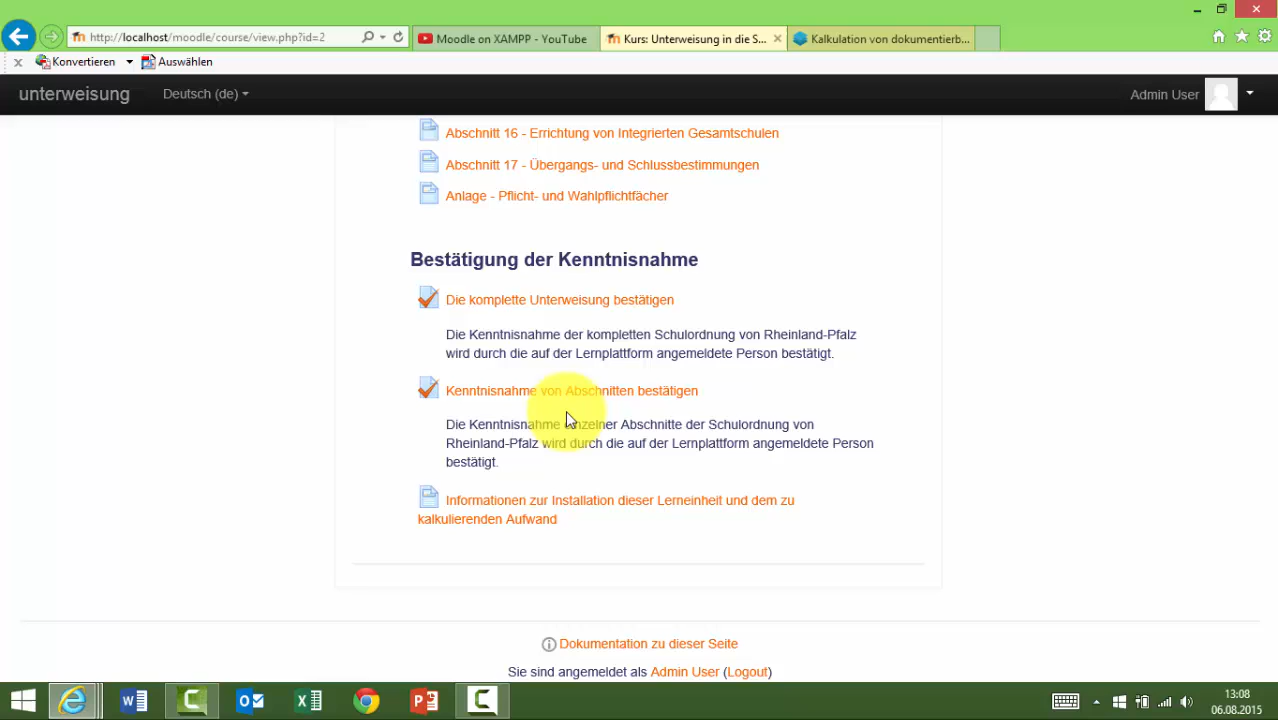 http://localhost/moodle/course/view.php?id=2
Moodle on XAMPP - YouTube
Kurs: Unterweisung in die S...
Kalkulation von dokumentierb...
Konvertieren
Auswählen
unterweisung
Deutsch (de)
Admin User
Abschnitt 16 - Errichtung von Integrierten Gesamtschulen
Abschnitt 17 - Übergangs- und Schlussbestimmungen
Anlage - Pflicht- und Wahlpflichtfächer
Bestätigung der Kenntnisnahme
Die komplette Unterweisung bestätigen
Die Kenntnisnahme der kompletten Schulordnung von Rheinland-Pfalz
wird durch die auf der Lernplattform angemeldete Person bestätigt.
Kenntnisnahme von Abschnitten bestätigen
Die Kenntnisnahme einzelner Abschnitte der Schulordnung von
Rheinland-Pfalz wird durch die auf der Lernplattform angemeldete Person
bestätigt.
Informationen zur Installation dieser Lerneinheit und dem zu
kalkulierenden Aufwand
Dokumentation zu dieser Seite
Sie sind angemeldet als Admin User (Logout)
13:08
06.08.2015